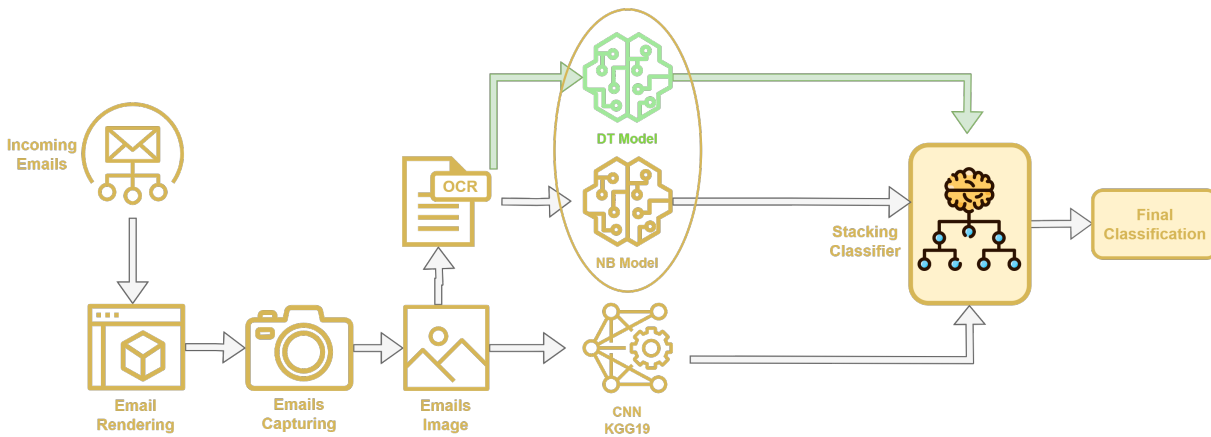 Incoming
Emails
Email
Rendering
Emails
Capturing
Emails
Image
OCR
DT Model
NB Model
CNN
KGG19
Stacking
Classifier
Final
Classification